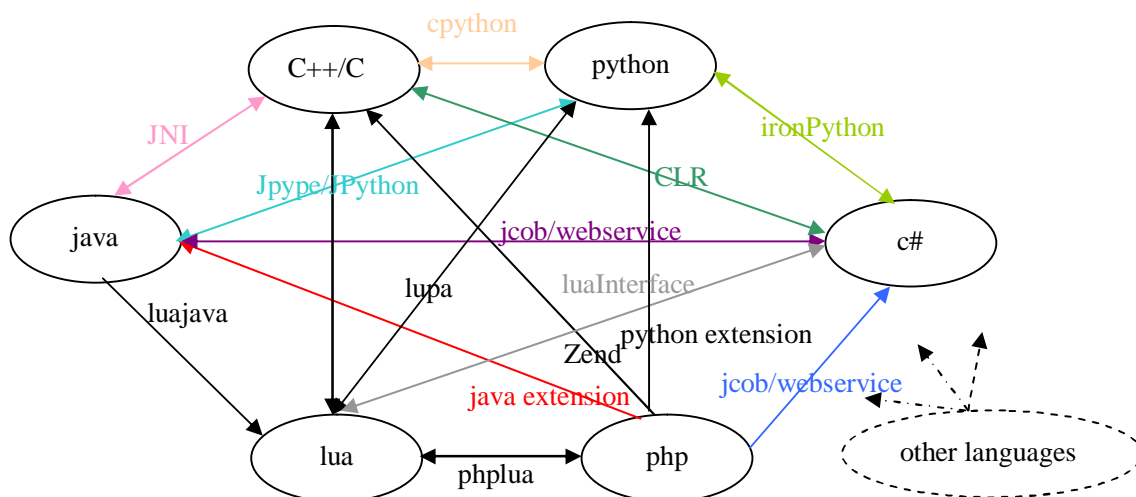 cpython
C++/C
python
JNI
ironPython
Jpype/JPython
CLR
java
jcob/webservice
c#
luaInterface
lupa
luajava
python extension
Zend
jcob/webservice
java extension
lua
phplua
php
other languages